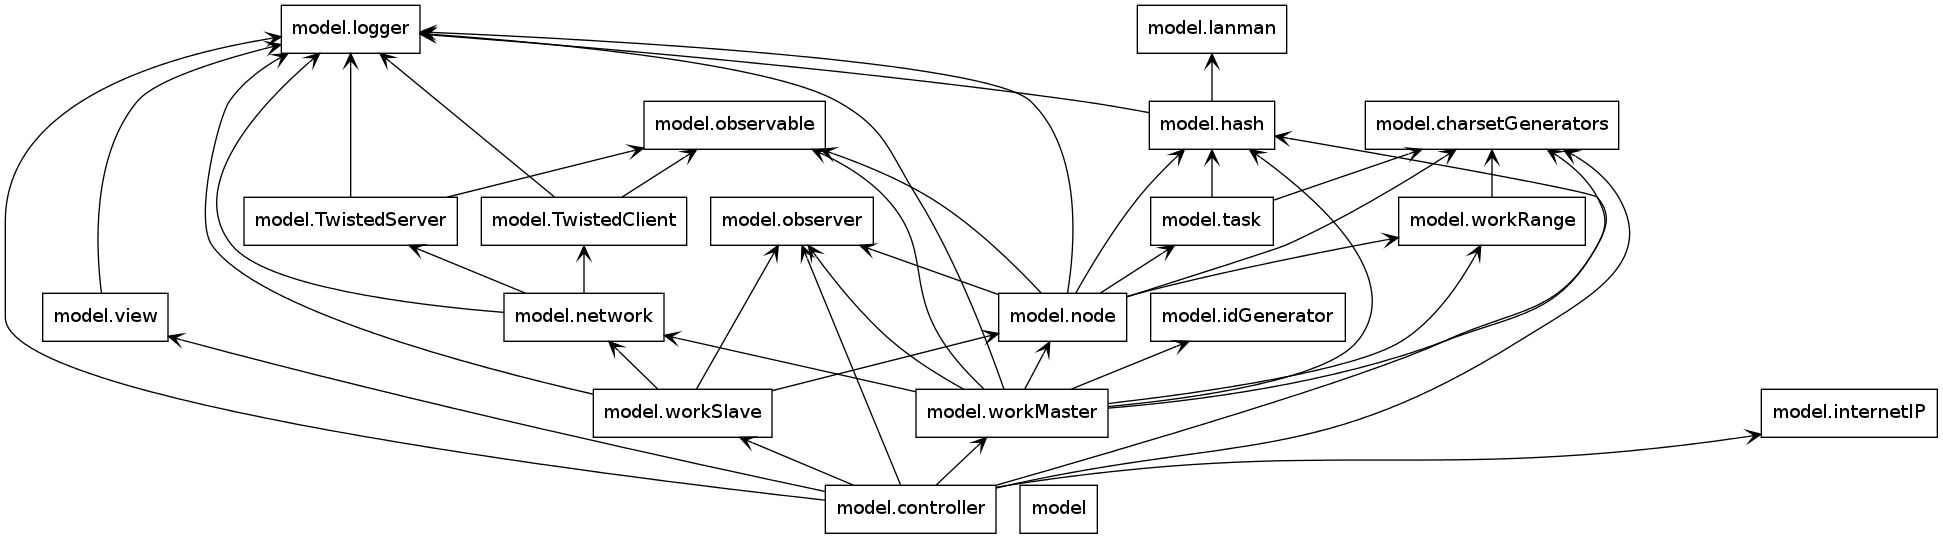 model.logger
model.lanman
model.observable
model.hash
model.charsetGenerators
model.TwistedServer
model.TwistedClient
model.observer
model.task
model.workRange
model.view
model.network
model.node
model.idGenerator
model.workSlave
model.workMaster
model.internetIP
model.controller
model